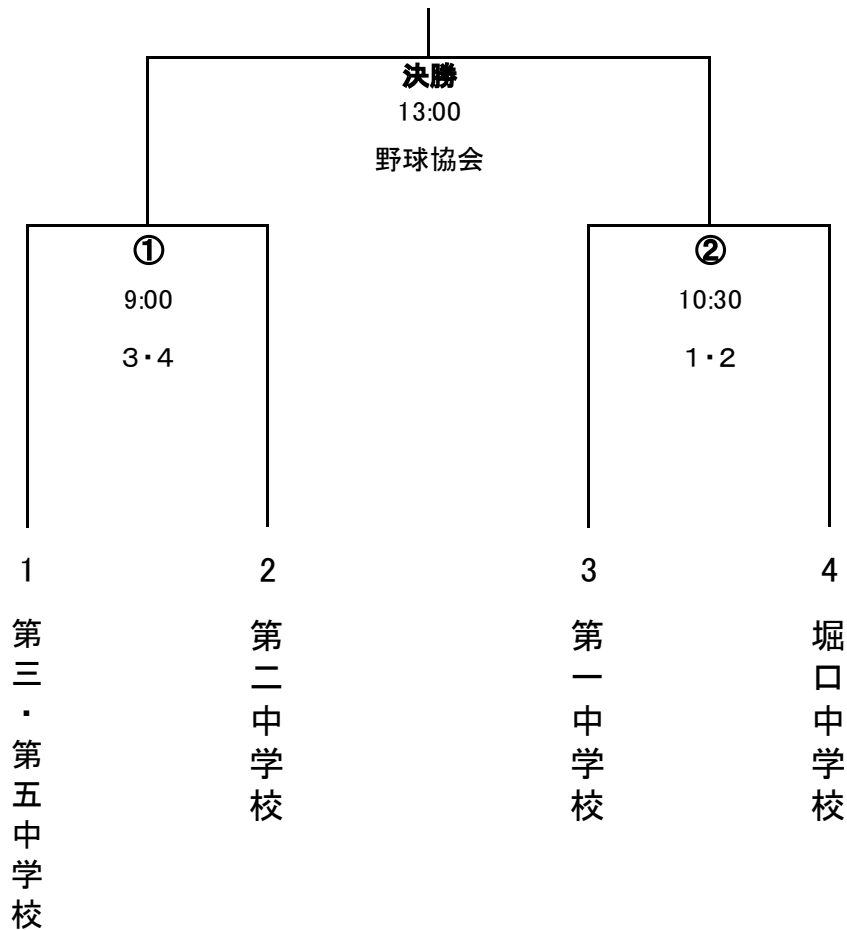 決勝
13:00
野球協会
①
9:00
３・４
②
10:30
１・２
1
2
3
4
第三・第五中学校
第二中学校
第一中学校
堀口中学校